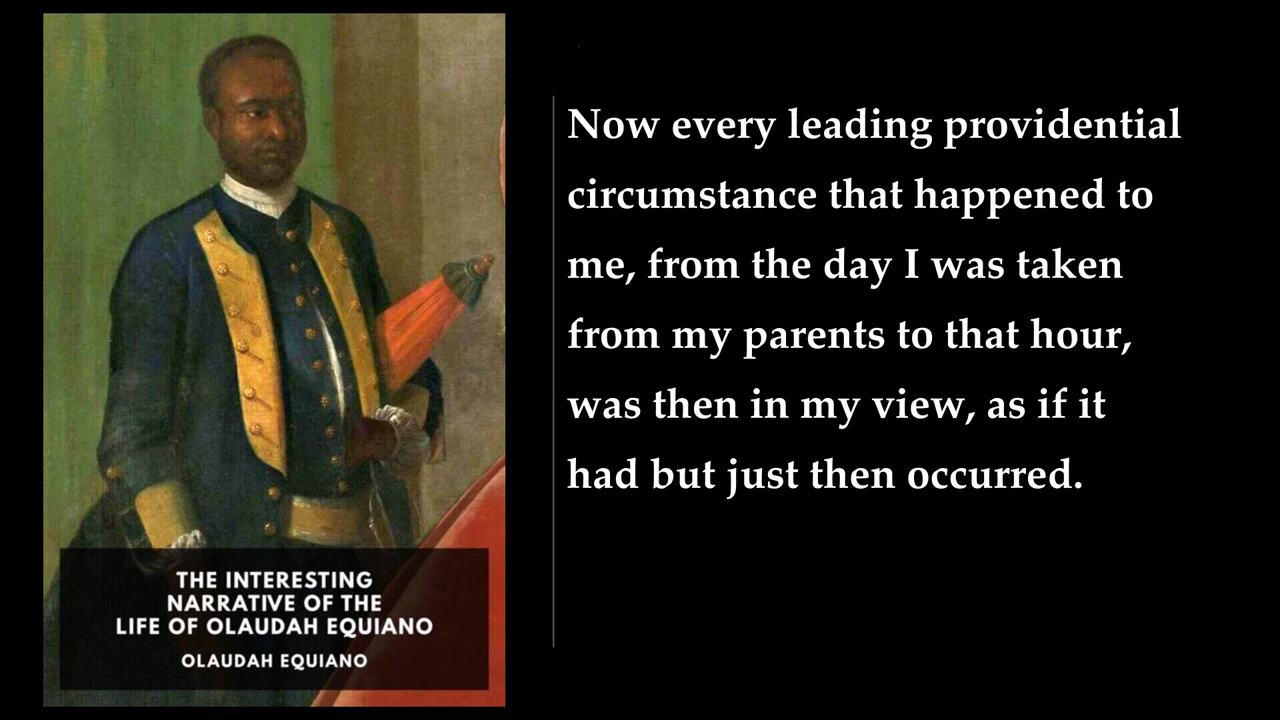 Now every leading providential
circumstance that happened to
me, from the day I was taken
from my parents to that hour,
was then in my view, as if it
had but just then occurred.
THE INTERESTING
NARRATIVE OF THE
LIFE OF OLAUDAH EQUIANO
OLAUDAH EQUIANO